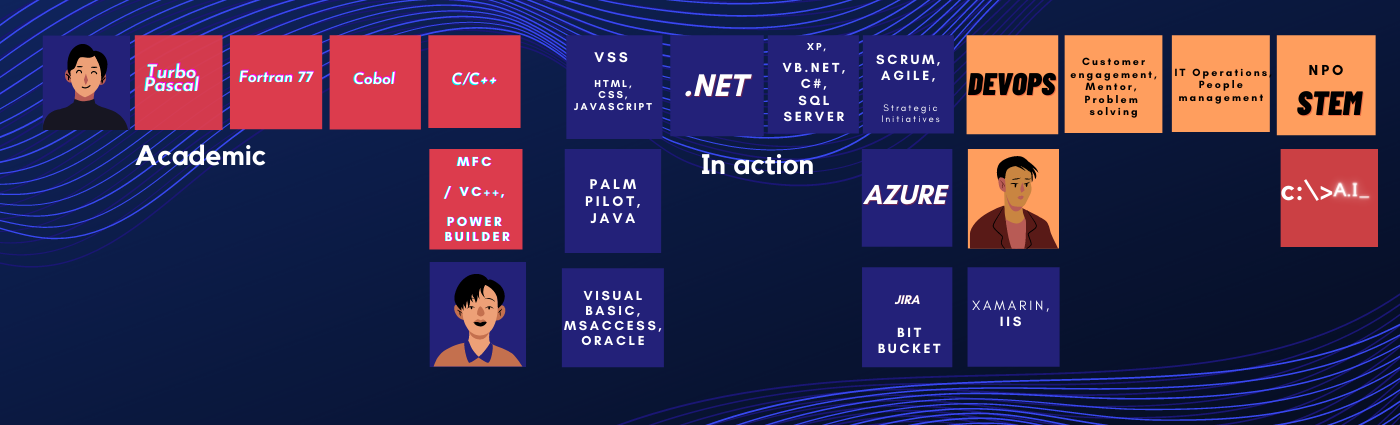 Turbo
Pascal
Fortran 77
Cobol
C/C++
VSS
HTML,
CSS,
JAVASCRIPT
.NET
XP,
VB.NET,
C#,
SQL
SERVER
SCRUM,
AGILE,
Strategic
Initiatives
DEVOPS
Customer
engagement,
Mentor,
Problem
solving
IT Operations,
People
management
NPO
STEM
Academic
In action
MFC
/ VC++,
POWER
BUILDER
PALM
PILOT,
JAVA
AZURE
c:\>A.I_
VISUAL
BASIC,
MSACCESS,
ORACLE
JIRA
BIT
BUCKET
XAMARIN,
IIS